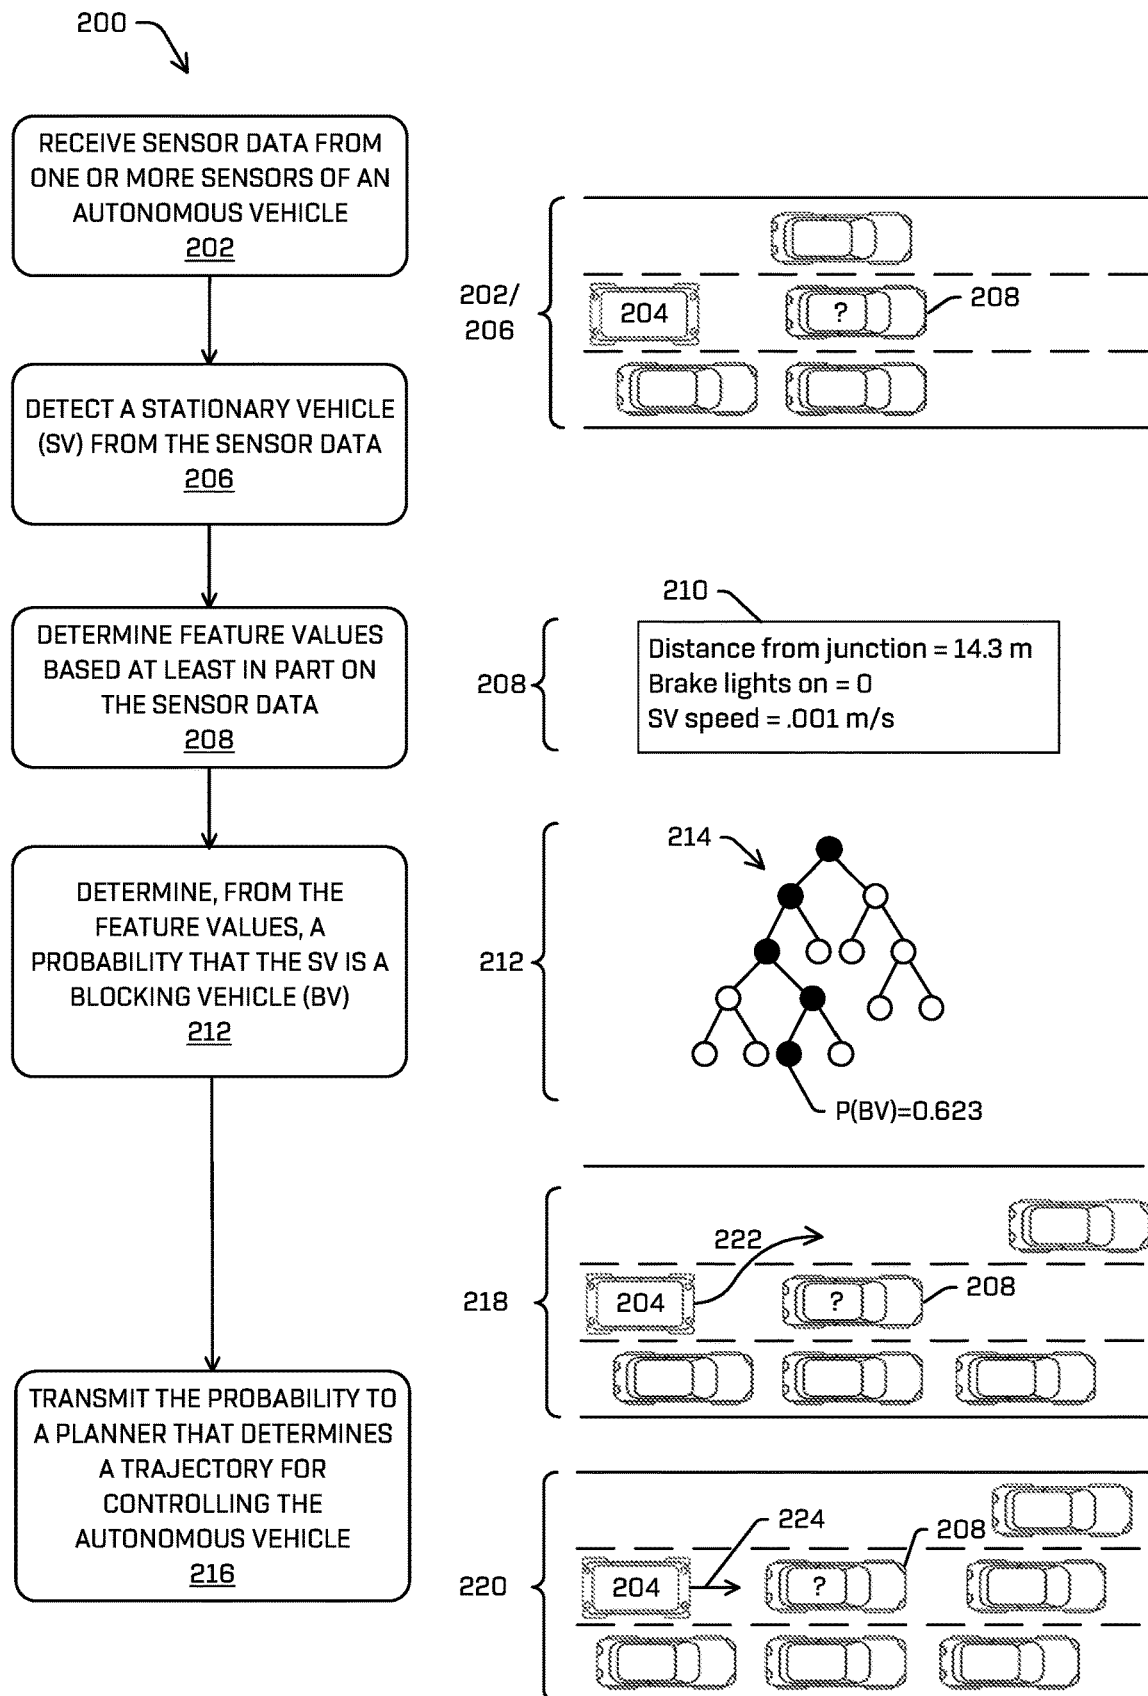 200
RECEIVE SENSOR DATA FROM
ONE OR MORE SENSORS OF AN
AUTONOMOUS VEHICLE
202
202/
206
204
?
208
DETECT A STATIONARY VEHICLE
(SV) FROM THE SENSOR DATA
206
DETERMINE FEATURE VALUES
BASED AT LEAST IN PART ON
THE SENSOR DATA
208
208
210
Distance from junction = 14.3 m
Brake lights on = 0
SV speed = .001 m/s
DETERMINE, FROM THE
FEATURE VALUES, A
PROBABILITY THAT THE SV IS A
BLOCKING VEHICLE (BV)
212
212
214
P(BV)=0.623
218
222
204
?
208
TRANSMIT THE PROBABILITY TO
A PLANNER THAT DETERMINES
A TRAJECTORY FOR
CONTROLLING THE
AUTONOMOUS VEHICLE
216
220
224
208
204
?